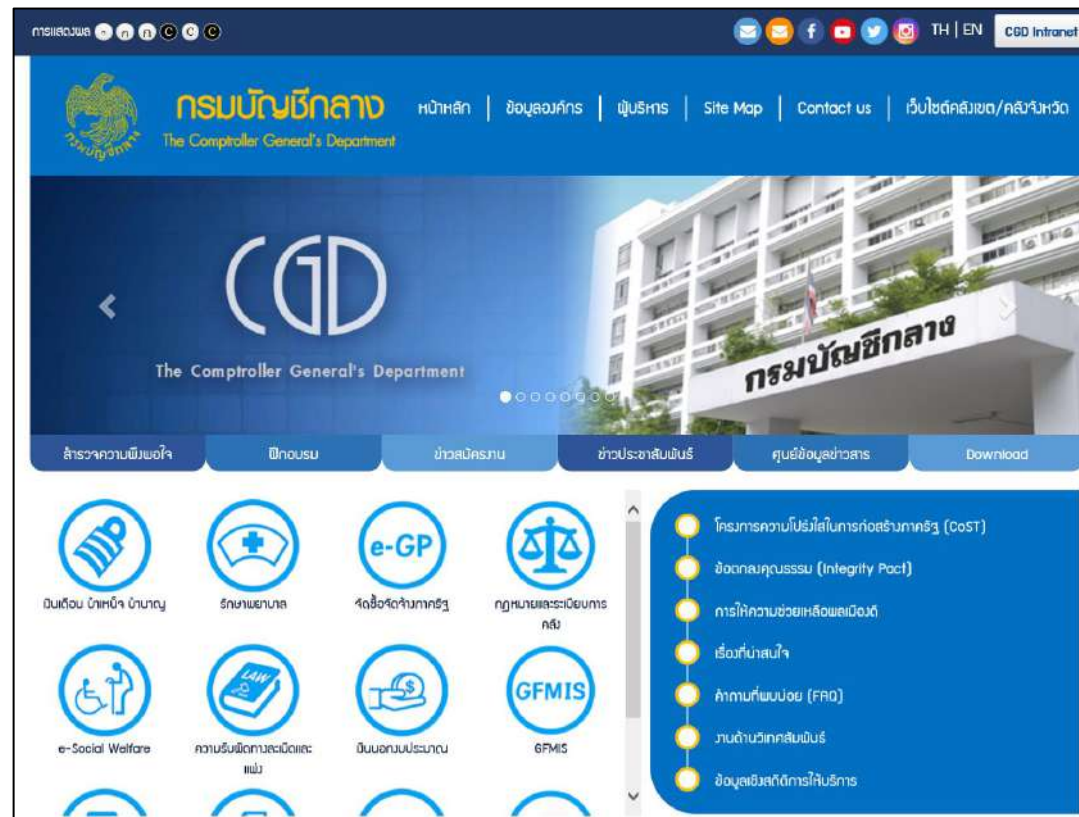 การแสดงผล ก ก ก C C C
TH | EN
CGD Intranet
กรมบัญชีกลาง
The Comptroller General's Department
หน้าหลัก | ข้อมูลองค์กร | ผู้บริหาร | Site Map | Contact us | เว็บไซต์คลังเขต/คลังจังหวัด
กรมบัญชีกลาง
CGD
The Comptroller General's Department
กรมบัญชีกลาง
สำรวจความพึงพอใจ
ฝึกอบรม
ข่าวสมัครงาน
ข่าวประชาสัมพันธ์
ศูนย์ข้อมูลข่าวสาร
Download
เงินเดือน บำเหน็จ บำนาญ
รักษาพยาบาล
e-GP
จัดซื้อจัดจ้างภาครัฐ
กฎหมายและระเบียบการ
คลัง
e-Social Welfare
LAW
ความรับผิดทางละเมิดและ
แพ่ง
เงินนอกงบประมาณ
GFMIS
GFMIS
โครงการความโปร่งใสในการก่อสร้างภาครัฐ (CoST)
ข้อตกลงคุณธรรม (Integrity Pact)
การให้ความช่วยเหลือพลเมืองดี
เรื่องที่น่าสนใจ
คำถามที่พบบ่อย (FAQ)
งานด้านวิเทศสัมพันธ์
ข้อมูลเชิงสถิติการให้บริการ